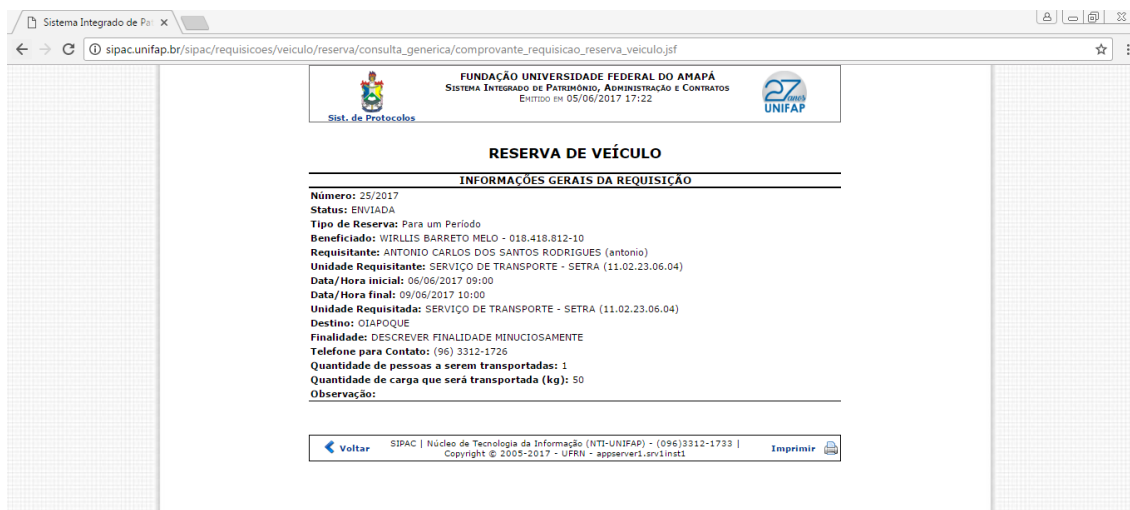 Sistema Integrado de Pa
sipac.unifap.br/sipac/requisicoes/veiculo/reserva/consulta_generica/comprovante_requisicao_reserva_veiculo.jsf
FUNDAÇÃO UNIVERSIDADE FEDERAL DO AMAPÁ
SISTEMA INTEGRADO DE PATRIMÔNIO, ADMINISTRAÇÃO E CONTRATOS
EMITIDO EM 05/06/2017 17:22
Sist. de Protocolos
27 anos
UNIFAP
RESERVA DE VEÍCULO
INFORMAÇÕES GERAIS DA REQUISIÇÃO
Número: 25/2017
Status: ENVIADA
Tipo de Reserva: Para um Período
Beneficiado: WIRLLIS BARRETO MELO - 018.418.812-10
Requisitante: ANTONIO CARLOS DOS SANTOS RODRIGUES (antonio)
Unidade Requisitante: SERVIÇO DE TRANSPORTE - SETRA (11.02.23.06.04)
Data/Hora inicial: 06/06/2017 09:00
Data/Hora final: 09/06/2017 10:00
Unidade Requisitada: SERVIÇO DE TRANSPORTE - SETRA (11.02.23.06.04)
Destino: OIAPOQUE
Finalidade: DESCREVER FINALIDADE MINUCIOSAMENTE
Telefone para Contato: (96) 3312-1726
Quantidade de pessoas a serem transportadas: 1
Quantidade de carga que será transportada (kg): 50
Observação:
Voltar
SIPAC | Núcleo de Tecnologia da Informação (NTI-UNIFAP) - (096)3312-1733 |
Copyright © 2005-2017 - UFRN - appserver1.srv1inst1
Imprimir